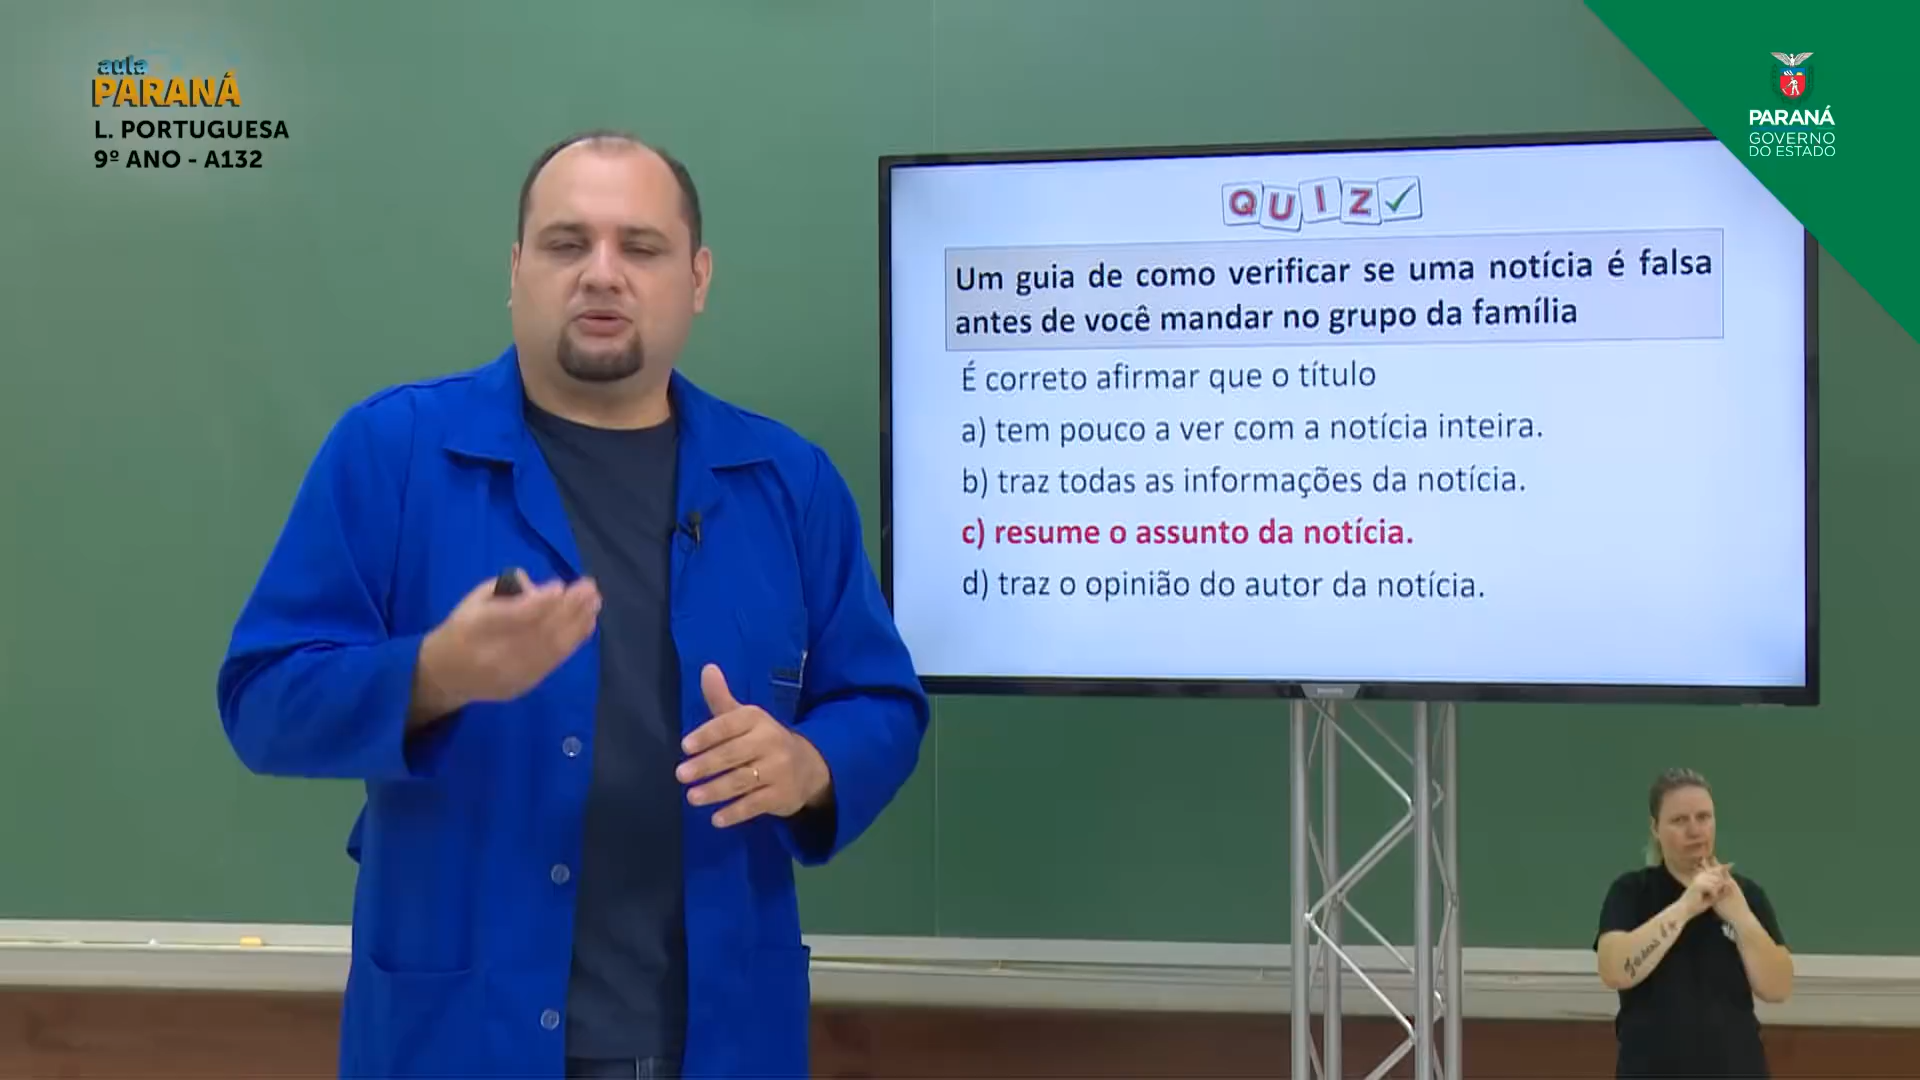 aula
PARANÁ
L. PORTUGUESA
9º ANO - A132
PARANÁ
GOVERNO
DO ESTADO
QUIZ
Um guia de como verificar se uma notícia é falsa
antes de você mandar no grupo da família
É correto afirmar que o título
a) tem pouco a ver com a notícia inteira.
b) traz todas as informações da notícia.
c) resume o assunto da notícia.
d) traz o opinião do autor da notícia.